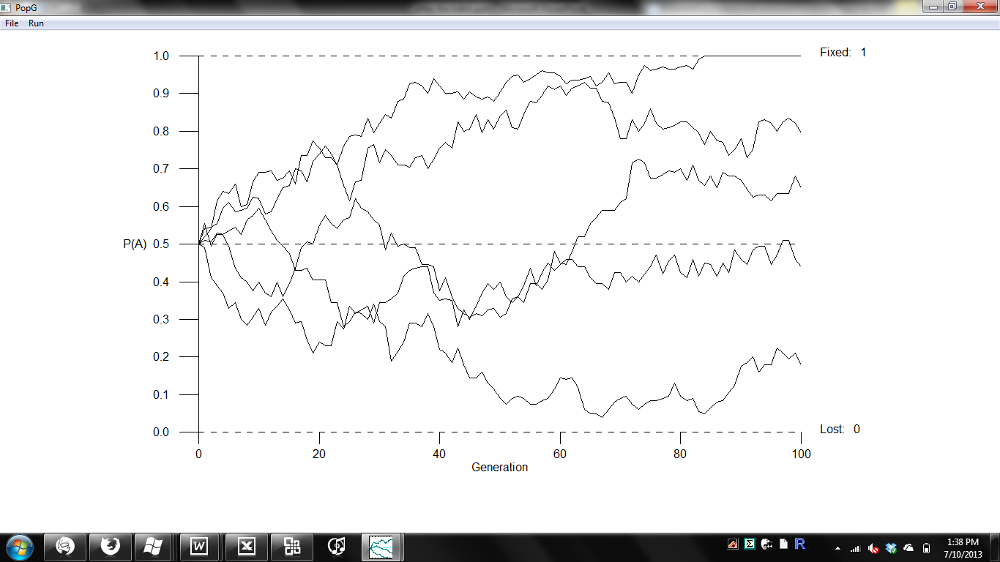 PopG
File Run
1.0
Fixed: 1
0.9
0.8
0.7
0.6
P(A) 0.5
0.4
0.3
0.2
0.1
0.0
Lost: 0
0 20 40 60 80 100
Generation
W X Σ R
1:38 PM
7/10/2013